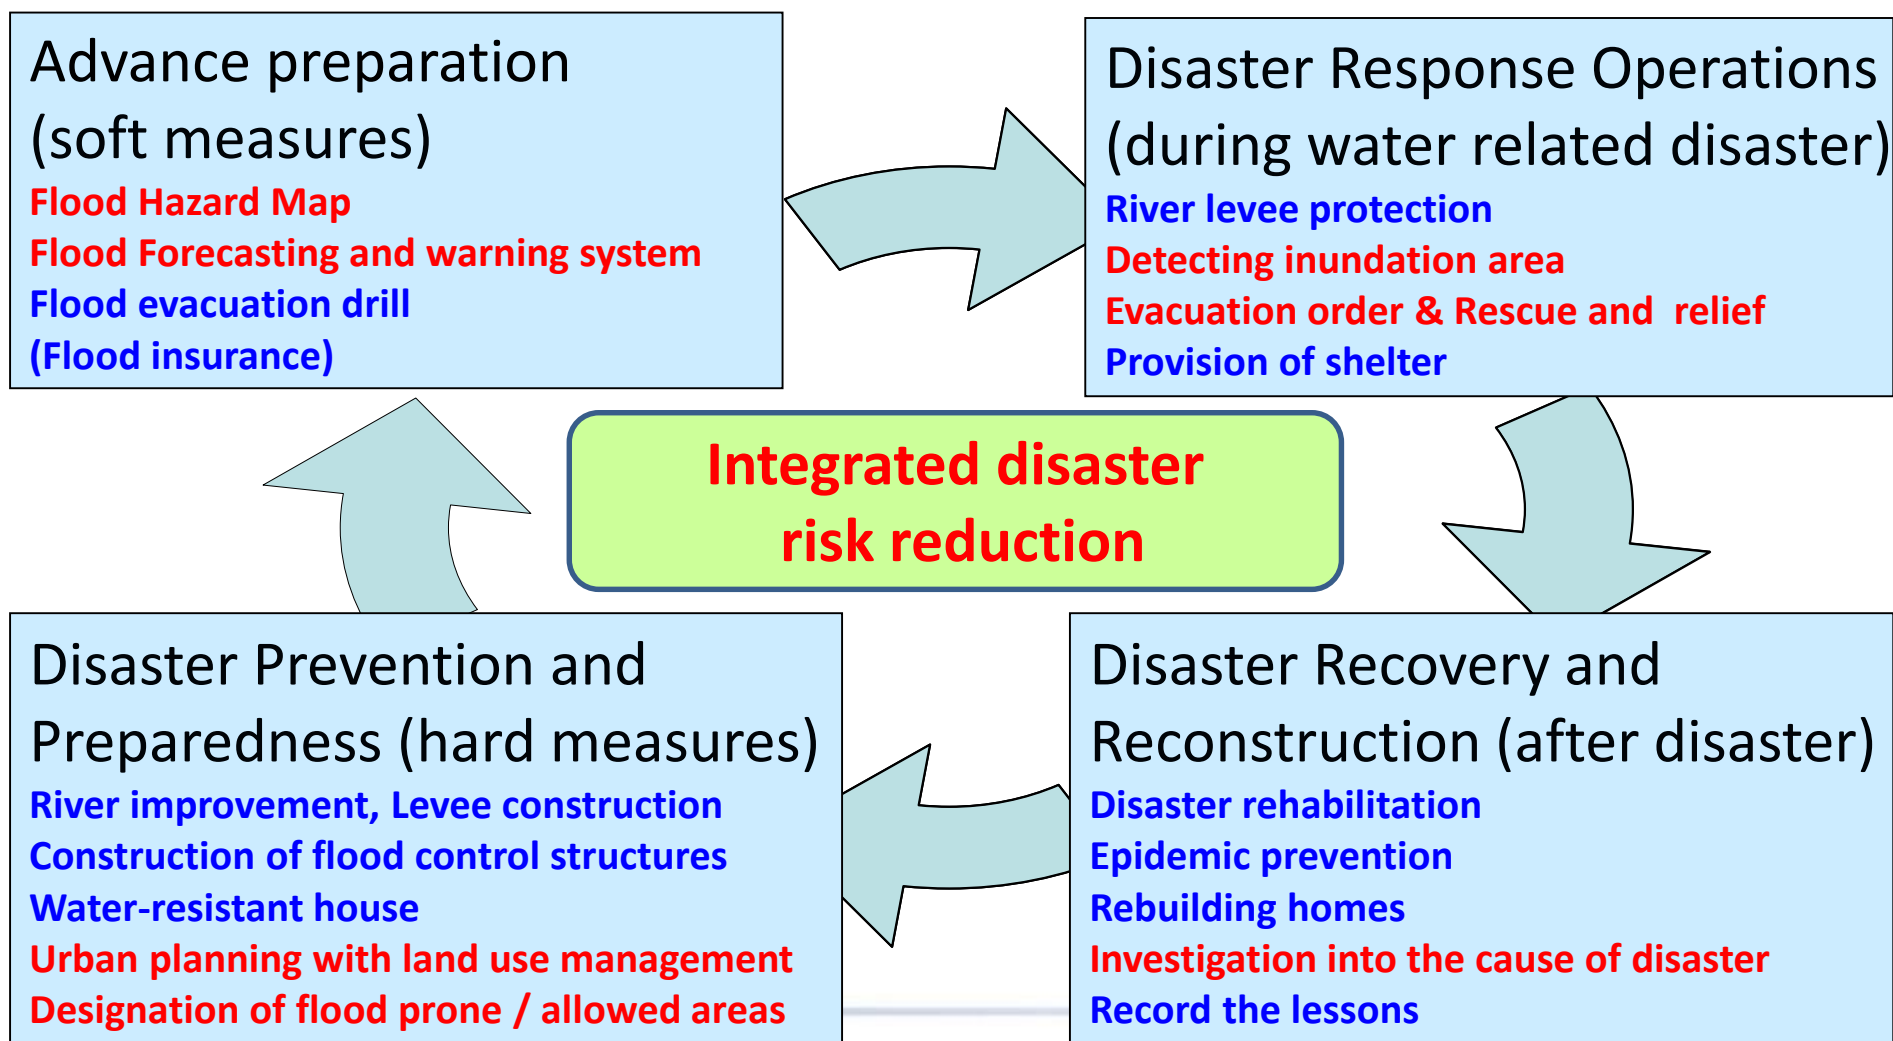 Advance preparation
(soft measures)
Flood Hazard Map
Flood Forecasting and warning system
Flood evacuation drill
(Flood insurance)
Disaster Response Operations
(during water related disaster)
River levee protection
Detecting inundation area
Evacuation order & Rescue and  relief
Provision of shelter
Integrated disaster
risk reduction
Disaster Prevention and
Preparedness (hard measures)
River improvement, Levee construction
Construction of flood control structures
Water-resistant house
Urban planning with land use management
Designation of flood prone / allowed areas
Disaster Recovery and
Reconstruction (after disaster)
Disaster rehabilitation
Epidemic prevention
Rebuilding homes
Investigation into the cause of disaster
Record the lessons